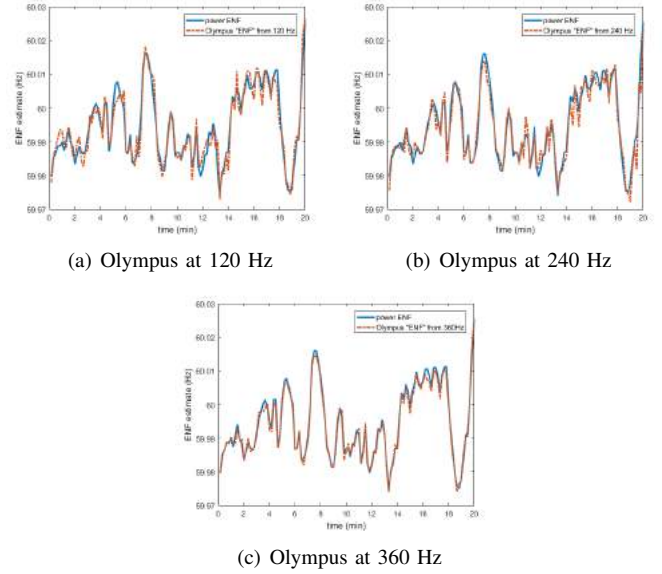 60.03
power ENF
Olympus "ENF" from 120 Hz
60.02
60.01
60
59.99
59.98
59.97
ENF estimate (Hz)
0 2 4 6 8 10 12 14 16 18 20
time (min)
(a) Olympus at 120 Hz
60.03
power ENF
Olympus "ENF" from 240 Hz
60.02
60.01
60
59.99
59.98
59.97
ENF estimate (Hz)
0 2 4 6 8 10 12 14 16 18 20
time (min)
(b) Olympus at 240 Hz
60.03
power ENF
Olympus "ENF" from 360Hz
60.02
60.01
60
59.99
59.98
59.97
ENF estimate (Hz)
0 2 4 6 8 10 12 14 16 18 20
time (min)
(c) Olympus at 360 Hz